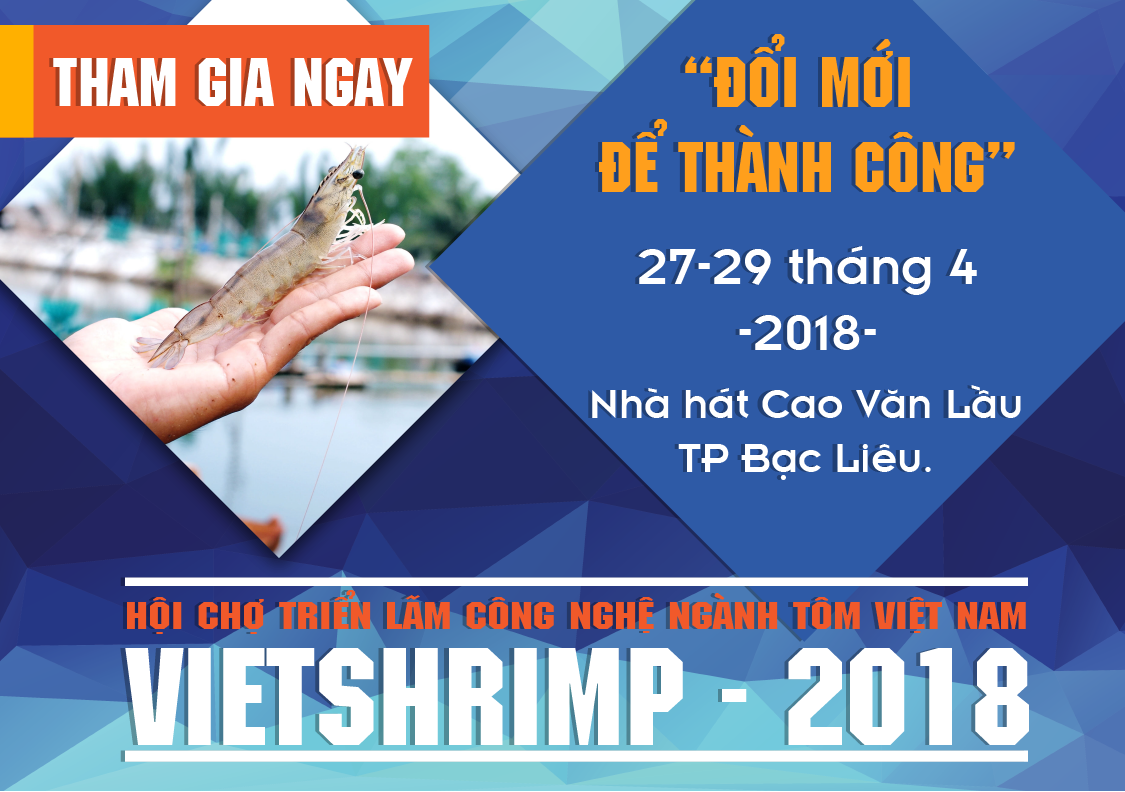 THAM GIA NGAY
“ĐỔI MỚI
ĐỂ THÀNH CÔNG”
27-29 tháng 4
-2018-
Nhà hát Cao Văn Lầu
TP Bạc Liêu.
HỘI CHỢ TRIỂN LÃM CÔNG NGHỆ NGÀNH TÔM VIỆT NAM
VIETSHRIMP - 2018